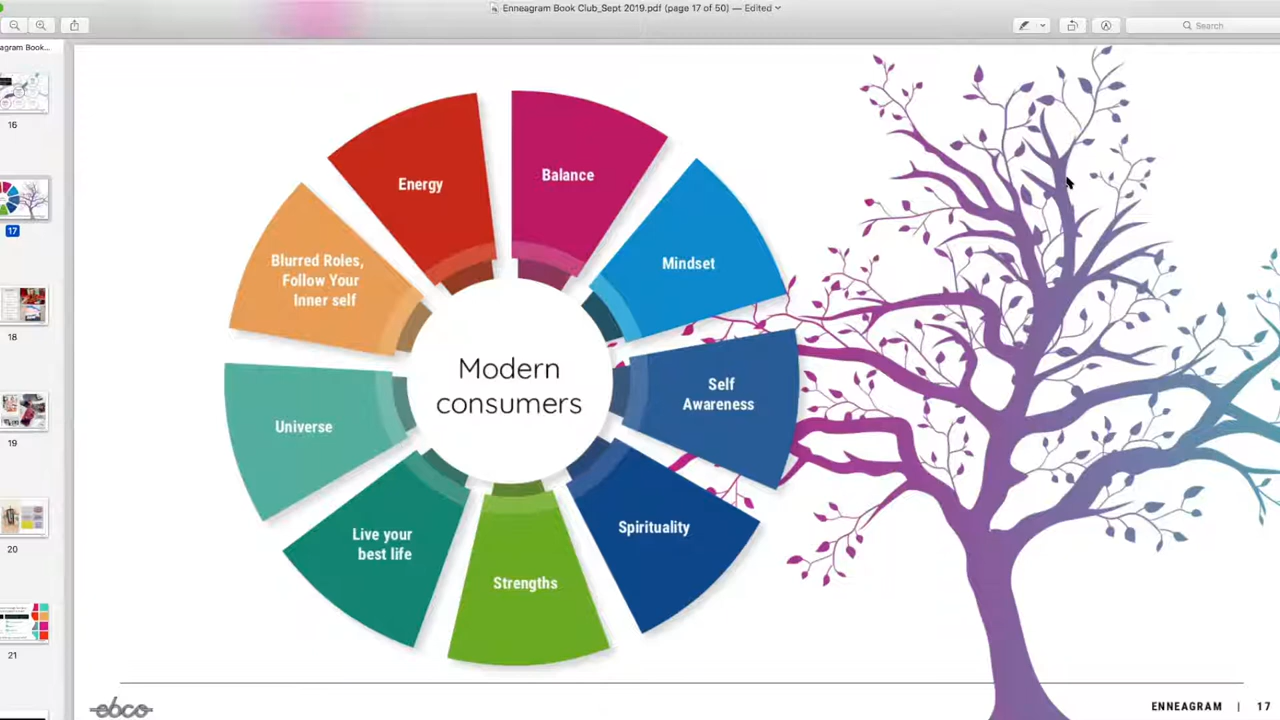 Enneagram Book Club_Sept 2019.pdf (page 17 of 50) — Edited
Search
agram Book...
16
17
18
19
20
21
Energy
Balance
Mindset
Self
Awareness
Spirituality
Strengths
Live your
best life
Universe
Blurred Roles,
Follow Your
Inner self
Modern
consumers
ebco
ENNEAGRAM | 17